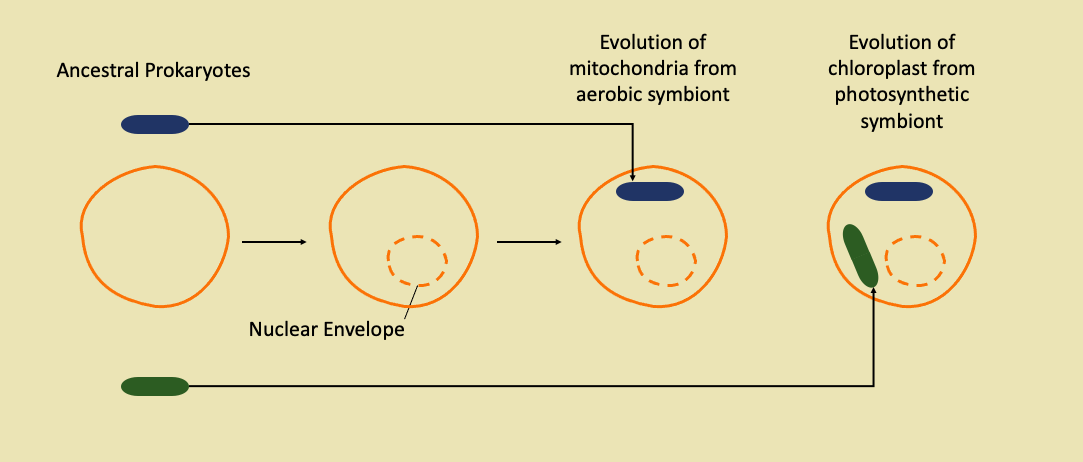 Ancestral Prokaryotes
Evolution of
mitochondria from
aerobic symbiont
Evolution of
chloroplast from
photosynthetic
symbiont
Nuclear Envelope